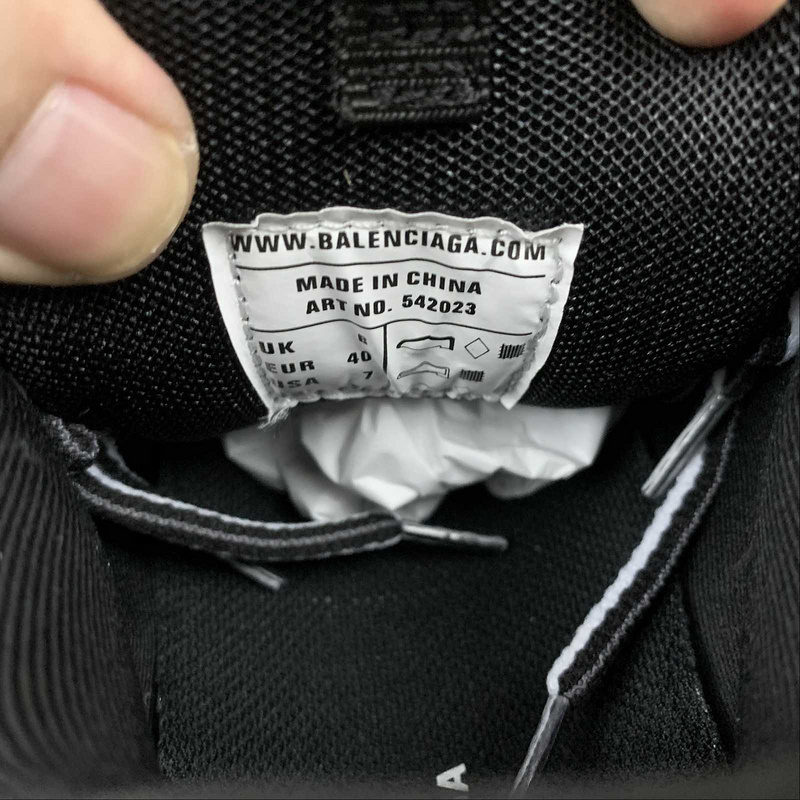 WWW.BALENCIAGA.COM
MADE IN CHINA
ART NO. 542023
UK
EUR 40
USA 7
A